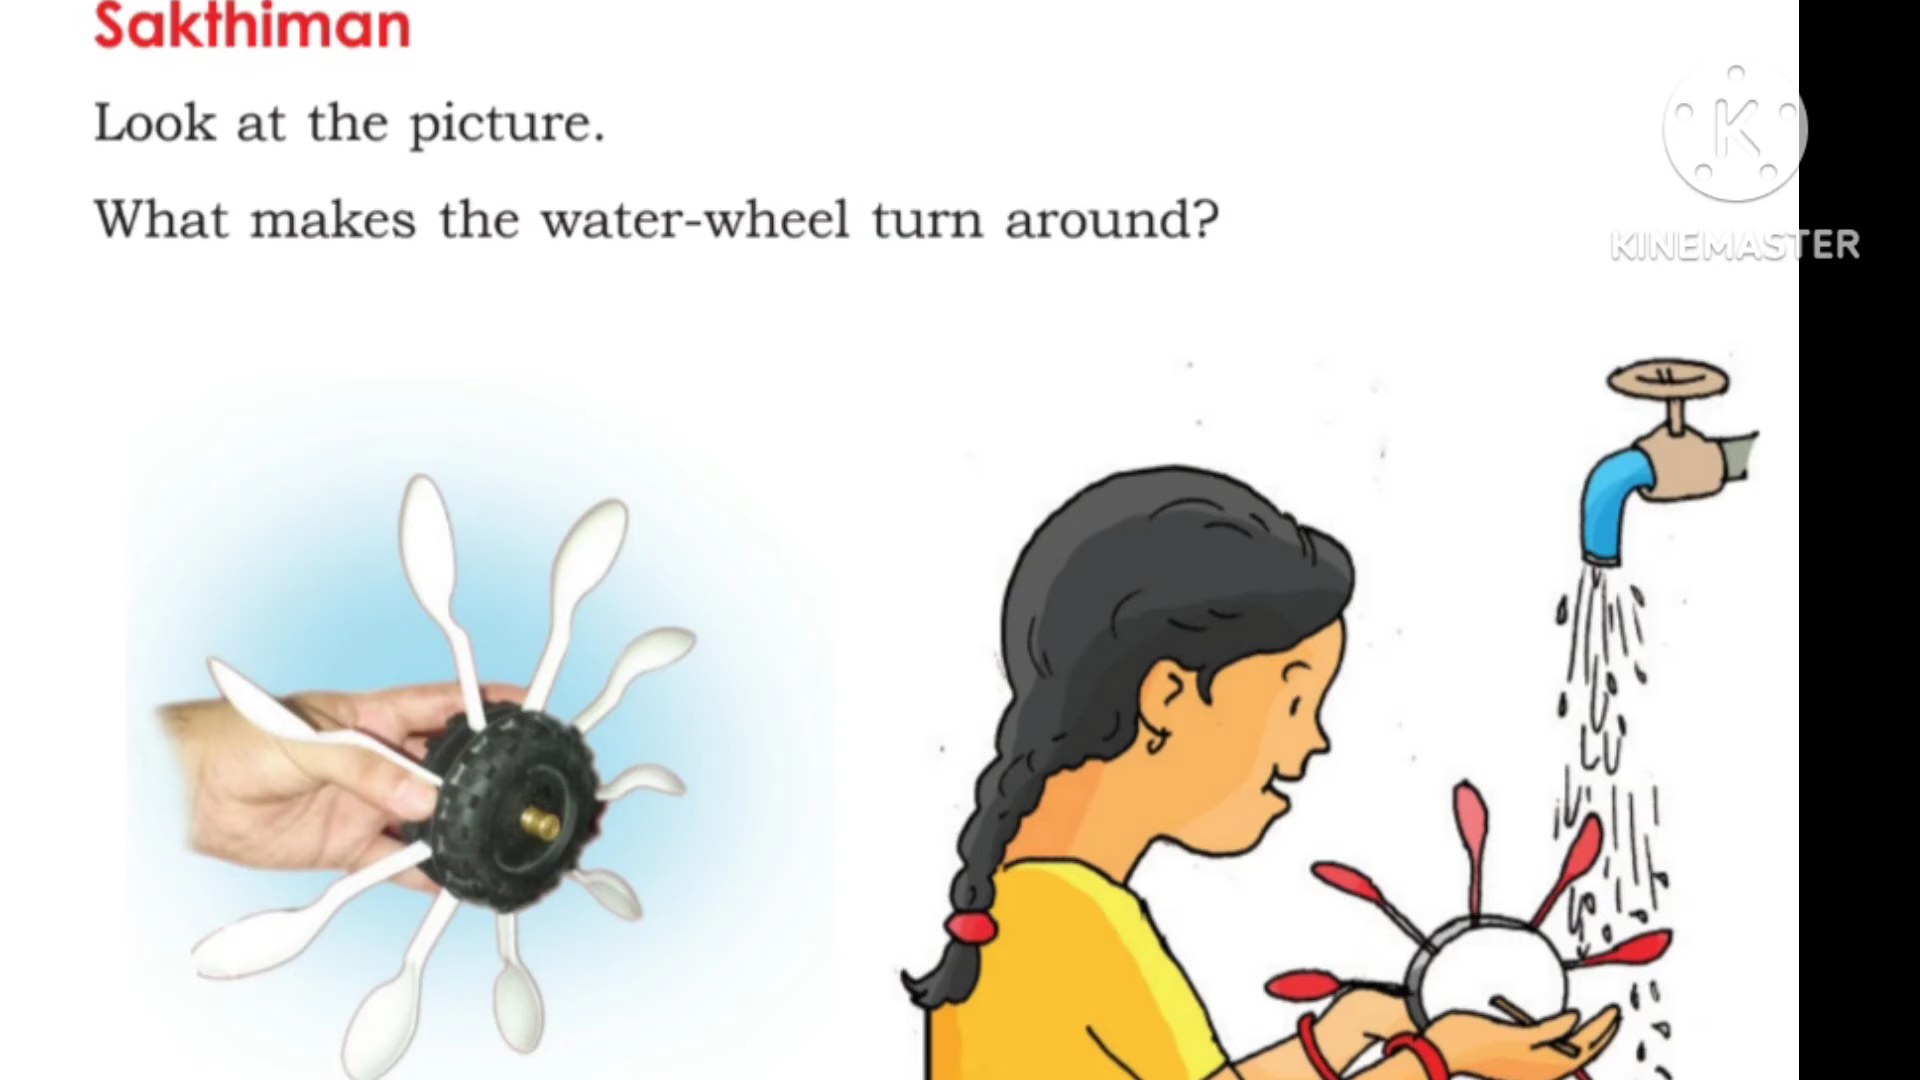 Sakthiman
Look at the picture.
What makes the water-wheel turn around?
K
KINEMASTER